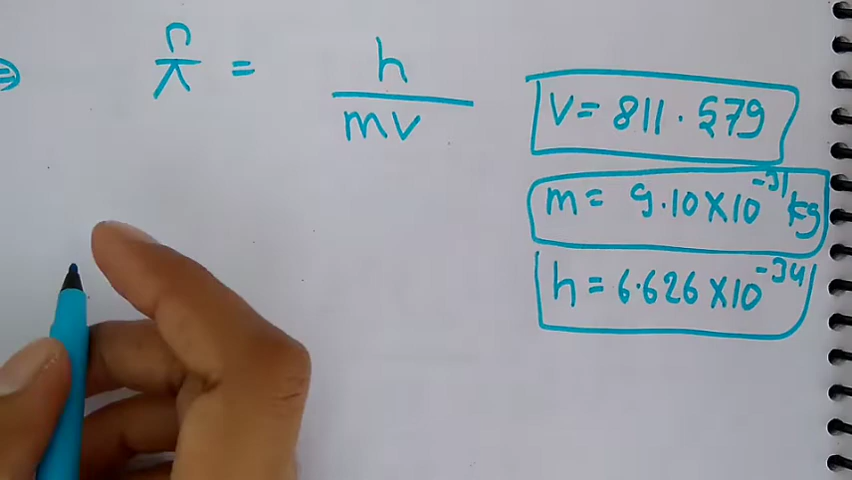 ⇒ λ = h / mv
V = 811.579
m = 9.10×10⁻³¹ kg
h = 6.626×10⁻³⁴